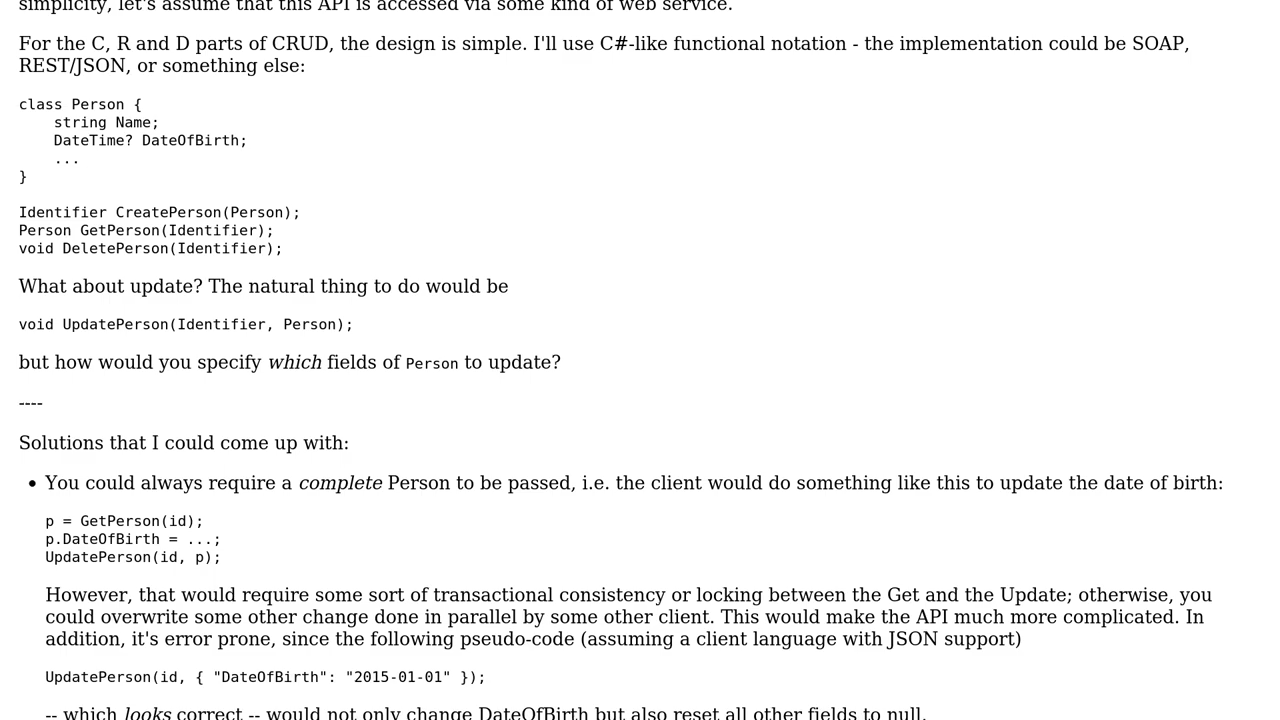 simplicity, let's assume that this API is accessed via some kind of web service.
For the C, R and D parts of CRUD, the design is simple. I'll use C#-like functional notation - the implementation could be SOAP,
REST/JSON, or something else:
class Person {
    string Name;
    DateTime? DateOfBirth;
    ...
}
Identifier CreatePerson(Person);
Person GetPerson(Identifier);
void DeletePerson(Identifier);
What about update? The natural thing to do would be
void UpdatePerson(Identifier, Person);
but how would you specify which fields of Person to update?
----
Solutions that I could come up with:
• You could always require a complete Person to be passed, i.e. the client would do something like this to update the date of birth:
p = GetPerson(id);
p.DateOfBirth = ...;
UpdatePerson(id, p);
However, that would require some sort of transactional consistency or locking between the Get and the Update; otherwise, you
could overwrite some other change done in parallel by some other client. This would make the API much more complicated. In
addition, it's error prone, since the following pseudo-code (assuming a client language with JSON support)
UpdatePerson(id, { "DateOfBirth": "2015-01-01" });
-- which looks correct -- would not only change DateOfBirth but also reset all other fields to null.